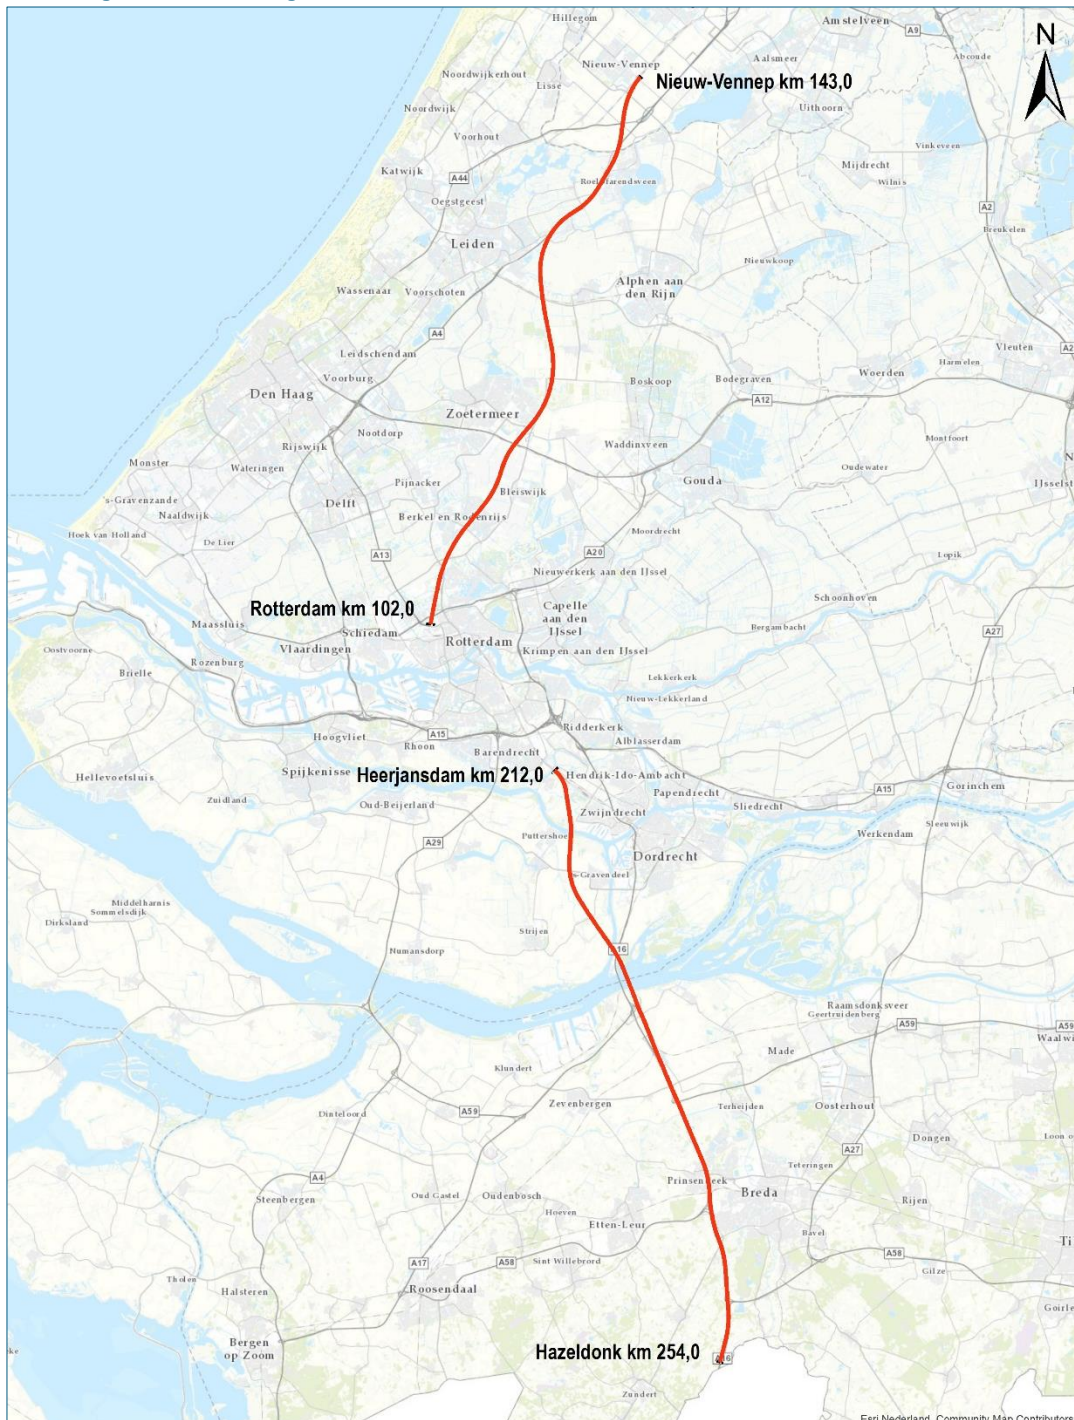 Hillegom
Amstelveen
A9
Nieuw-Vennep
Aalsmeer
Abcoude
Noordwijkerhout
Lisse
Nieuw-Vennep km 143,0
N
Noordwijk
Uithoorn
Voorhout
Vinkeveen
Katwijk
A44
Mijdrecht
Wilnis
Oegstgeest
A2
Leiden
Breukelen
Nieuwkoop
Alphen aan
den Rijn
Wassenaar
Voorschoten
A4
Leidschendam
Vleuten
Harmelen
Voorburg
Boskoop
Bodegraven
Woerden
Den Haag
A12
Zoetermeer
Nootdorp
Rijswijk
Waddinxveen
Montfoort
Monster
Wateringen
Oudewater
's-Gravenzande
Pijnacker
Gouda
IJsselst
Bleiswijk
Naaldwijk
Delft
Berkel en Rodenrijs
Hoek van Holland
De Lier
Moordrecht
A13
A20
Lopik
Nieuwerkerk aan den IJssel
Schoonhoven
Rotterdam km 102,0
Capelle
aan den
IJssel
Maassluis
Schiedam
Bergambacht
A27
Vlaardingen
Rotterdam
Krimpen aan den IJssel
Oostvoorne
Rozenburg
Brielle
Lekkerkerk
Nieuw-Lekkerland
Ridderkerk
A15
Hoogvliet
Rhoon
Barendrecht
Alblasserdam
Hellevoetsluis
Spijkenisse
Heerjansdam km 212,0
Hendrik-Ido-Ambacht
Papendrecht
A15
Gorinchem
Zuidland
Oud-Beijerland
Zwijndrecht
Sliedrecht
Sleeuwijk
A29
Puttershoe
Werkendam
Dordrecht
s-Gravendeel
Middelharnis
Sommelsdijk
Dirksland
Strijen
Numansdorp
A16
Raamsdonksveer
Geertruidenberg
A59
A59
Waalwi
Made
Klundert
Zevenbergen
Terheijden
Oosterhout
Dinteloord
A59
Dongen
Loon o
A27
Teteringen
A4
Prinsenbeek
Steenbergen
Oud Gastel
Oudenbosch
Breda
Rijen
Hoeven
Etten-Leur
Bavel
Ti
Tholen
A17
A58
Sint Willebrord
A58
Gilze
Halsteren
Roosendaal
Goirle
Bergen
op Zoom
Hazeldonk km 254,0
A16
Zundert
Esri Nederland, Community Map Contributors